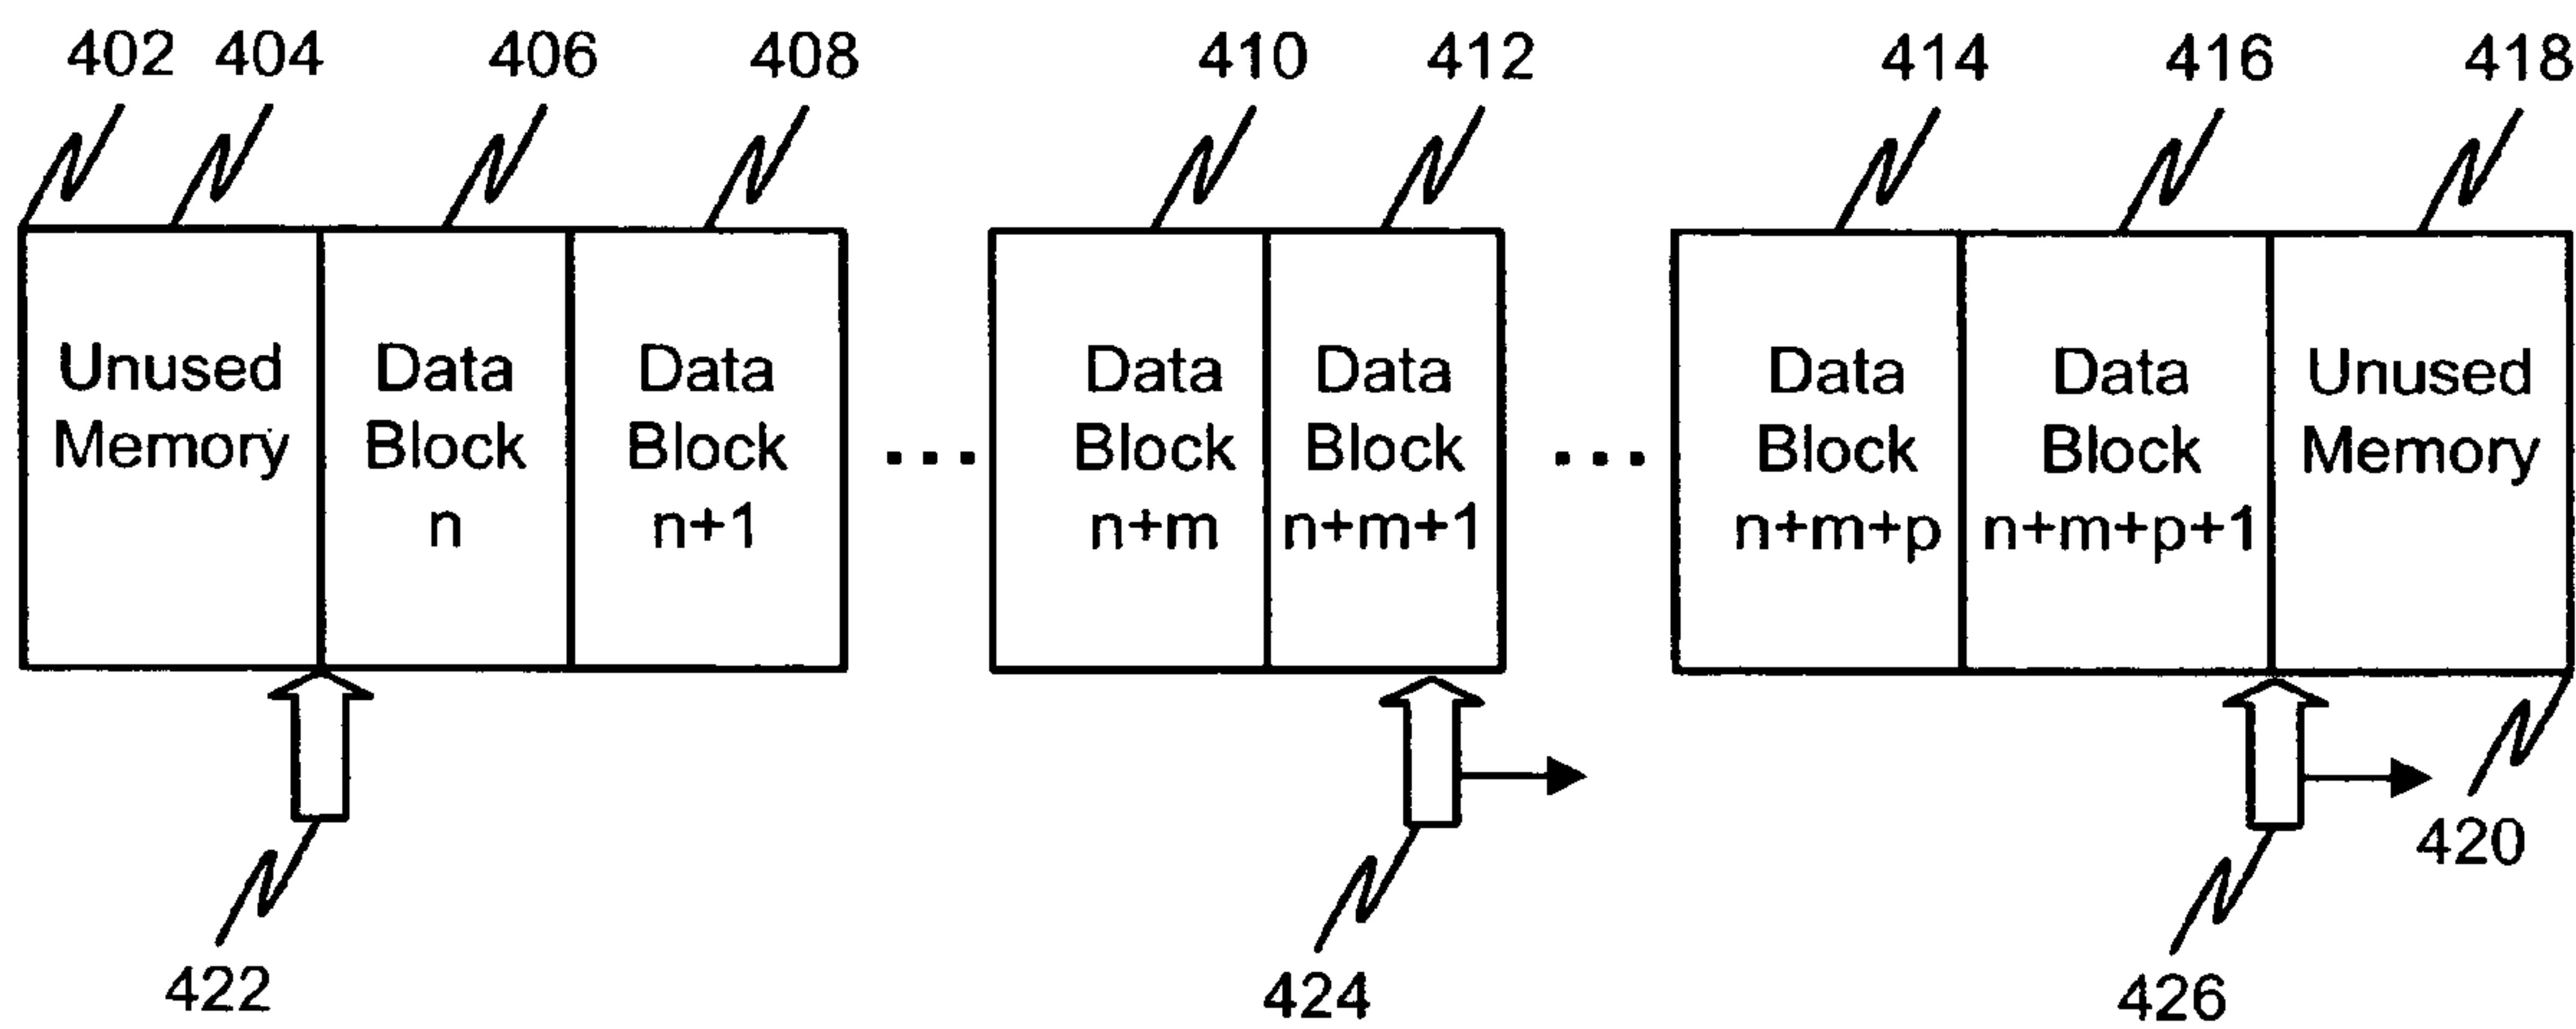 402 404 406 408 410 412 414 416 418
Unused Memory
Data Block n
Data Block n+1
...
Data Block n+m
Data Block n+m+1
...
Data Block n+m+p
Data Block n+m+p+1
Unused Memory
420
422 424 426